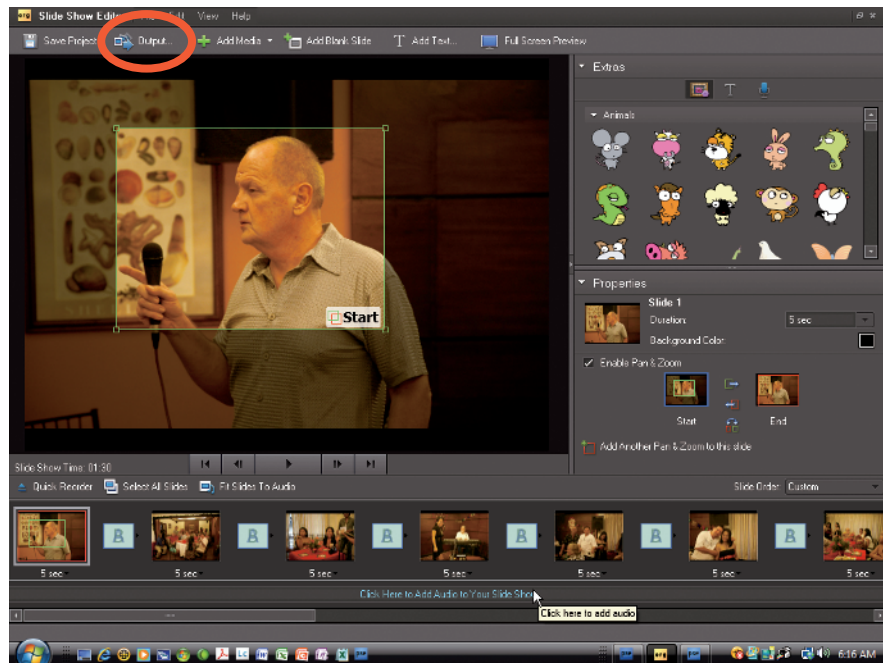 org Slide Show Editor Edit View Help
Save Project Output... Add Media Add Blank Slide T Add Text... Full Screen Preview
Extras
T
Animals
Start
Properties
Slide 1
Duration: 5 sec
Background Color:
Enable Pan & Zoom
Start End
Add Another Pan & Zoom to this slide
Slide Show Time: 01:30
Quick Reorder Select All Slides Fit Slides To Audio Slide Order: Custom
5 sec 5 sec 5 sec 5 sec 5 sec 5 sec 5 sec
Click Here to Add Audio to Your Slide Show
Click here to add audio
org 6:16 AM